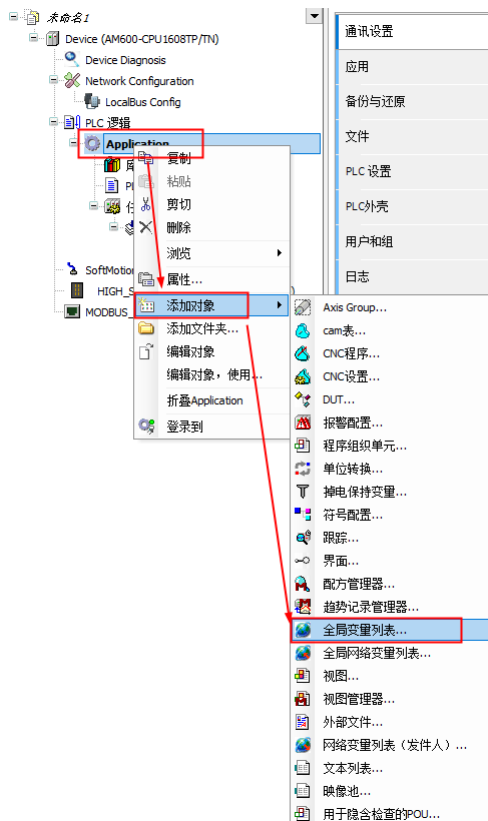 未命名1
Device (AM600-CPU1608TP/TN)
Device Diagnosis
Network Configuration
LocalBus Config
PLC 逻辑
Application
SoftMotion
HIGH_S
MODBUS_
复制
粘贴
剪切
删除
浏览
属性...
添加对象
添加文件夹...
编辑对象
编辑对象，使用...
折叠Application
登录到
通讯设置
应用
备份与还原
文件
PLC 设置
PLC外壳
用户和组
日志
Axis Group...
cam表...
CNC程序...
CNC设置...
DUT...
报警配置...
程序组织单元...
单位转换...
掉电保持变量...
符号配置...
跟踪...
界面...
配方管理器...
趋势记录管理器...
全局变量列表...
全局网络变量列表...
视图...
视图管理器...
外部文件...
网络变量列表（发件人）...
文本列表...
映像池...
用于隐含检查的POU...